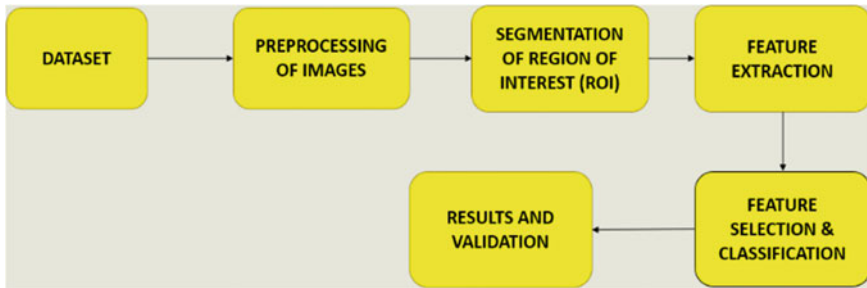 DATASET
PREPROCESSING
OF IMAGES
SEGMENTATION
OF REGION OF
INTEREST (ROI)
FEATURE
EXTRACTION
FEATURE
SELECTION &
CLASSIFICATION
RESULTS AND
VALIDATION